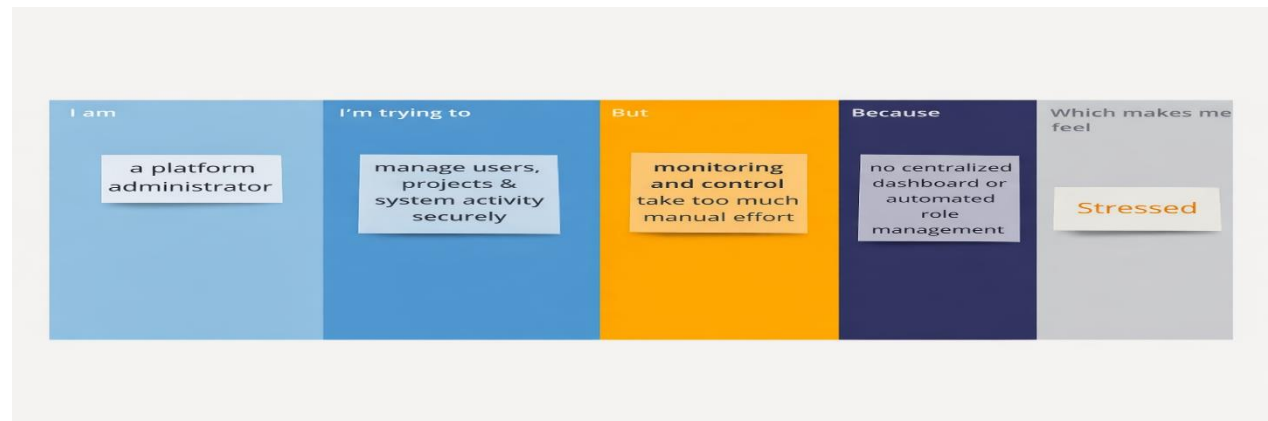 I am
a platform
administrator
I'm trying to
manage users,
projects &
system activity
securely
But
monitoring
and control
take too much
manual effort
Because
no centralized
dashboard or
automated
role
management
Which makes me
feel
Stressed